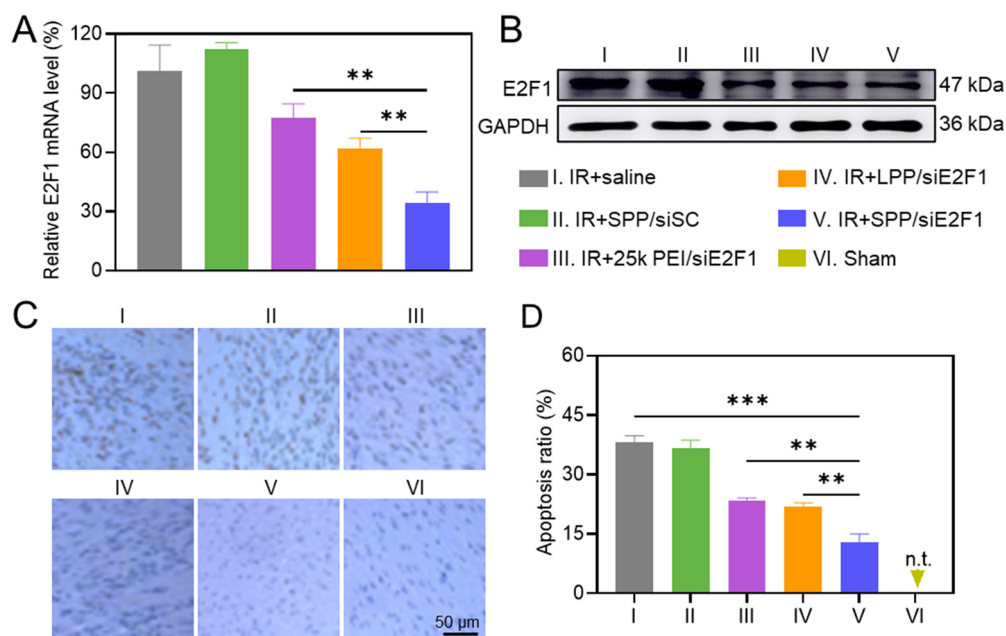 A
Relative E2F1 mRNA level (%)
120
90
60
30
0
**
**
B
I II III IV V
E2F1 47 kDa
GAPDH 36 kDa
I. IR+saline
II. IR+SPP/siSC
III. IR+25k PEI/siE2F1
IV. IR+LPP/siE2F1
V. IR+SPP/siE2F1
VI. Sham
C
I II III
IV V VI
50 μm
D
Apoptosis ratio (%)
60
45
30
15
0
***
**
**
n.t.
I II III IV V VI